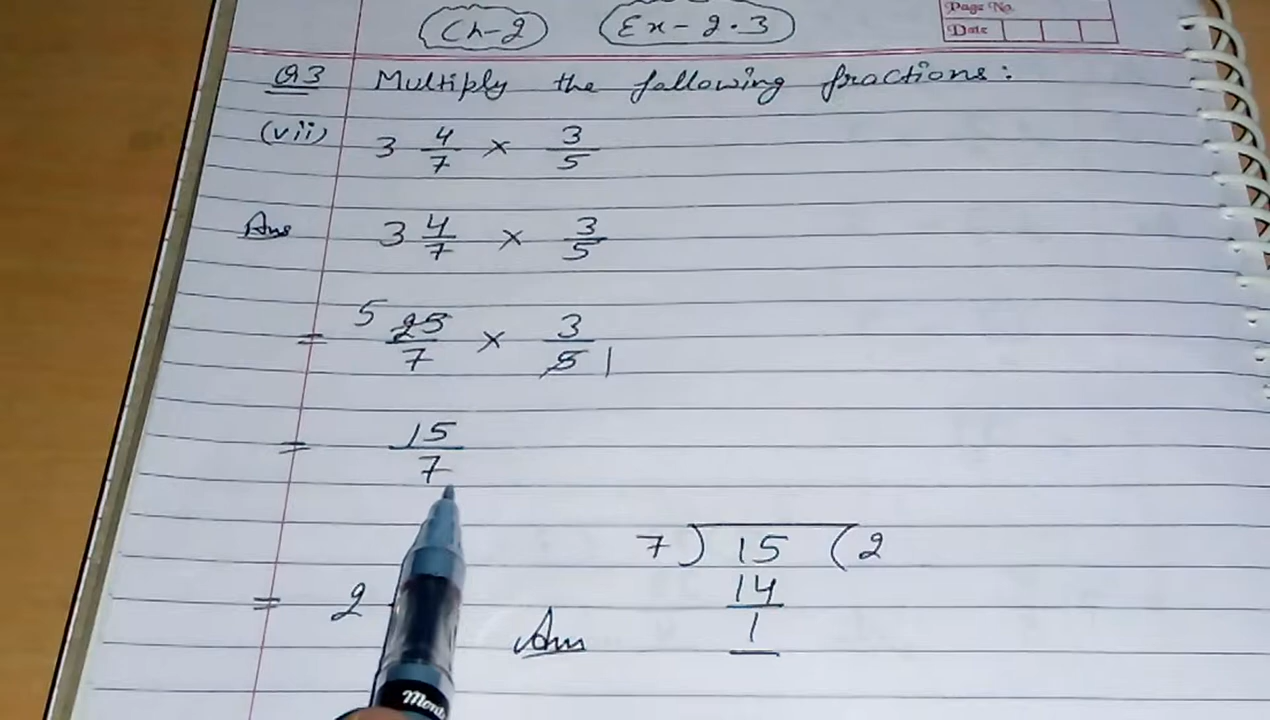 Ch-2 Ex-2.3
Page No.
Date
Q3 Multiply the following fractions:
(vii) 3 4/7 × 3/5
Ans 3 4/7 × 3/5
= 5 25/7 × 3/5 1
= 15/7
7) 15 (2
14
= 2 Ans 1
Mont